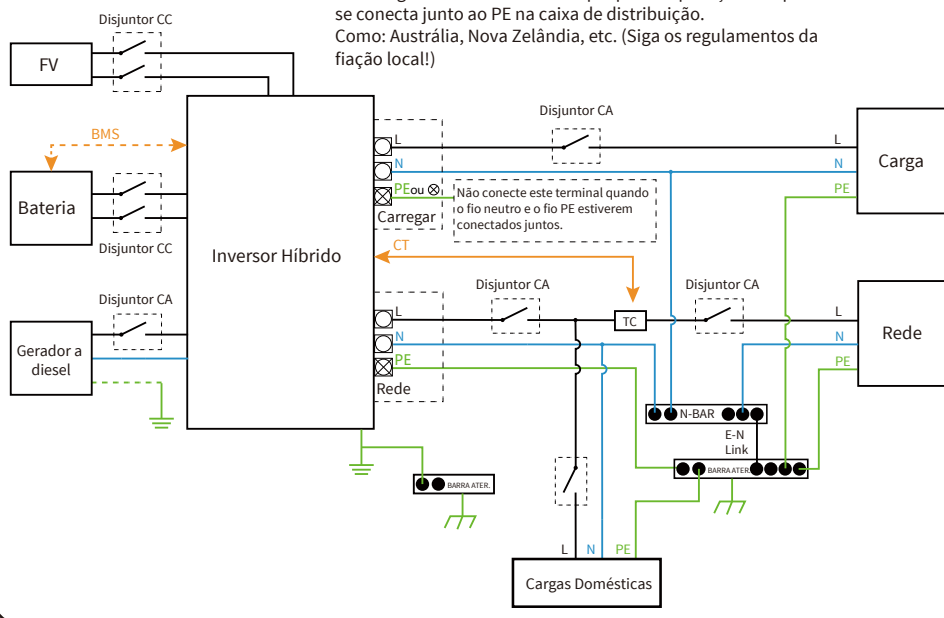 se conecta junto ao PE na caixa de distribuição.
Como: Austrália, Nova Zelândia, etc. (Siga os regulamentos da
fiação local!)
Disjuntor CC
FV
BMS
Bateria
Disjuntor CC
Disjuntor CA
Gerador a
diesel
Inversor Híbrido
L
N
PE ou ⊗
Carregar
Não conecte este terminal quando
o fio neutro e o fio PE estiverem
conectados juntos.
Disjuntor CA
L
N
PE
Carga
CT
Disjuntor CA
TC
Disjuntor CA
L
N
PE
Rede
L
N
PE
Rede
N-BAR
E-N
Link
BARRA ATER.
BARRA ATER.
L N PE
Cargas Domésticas